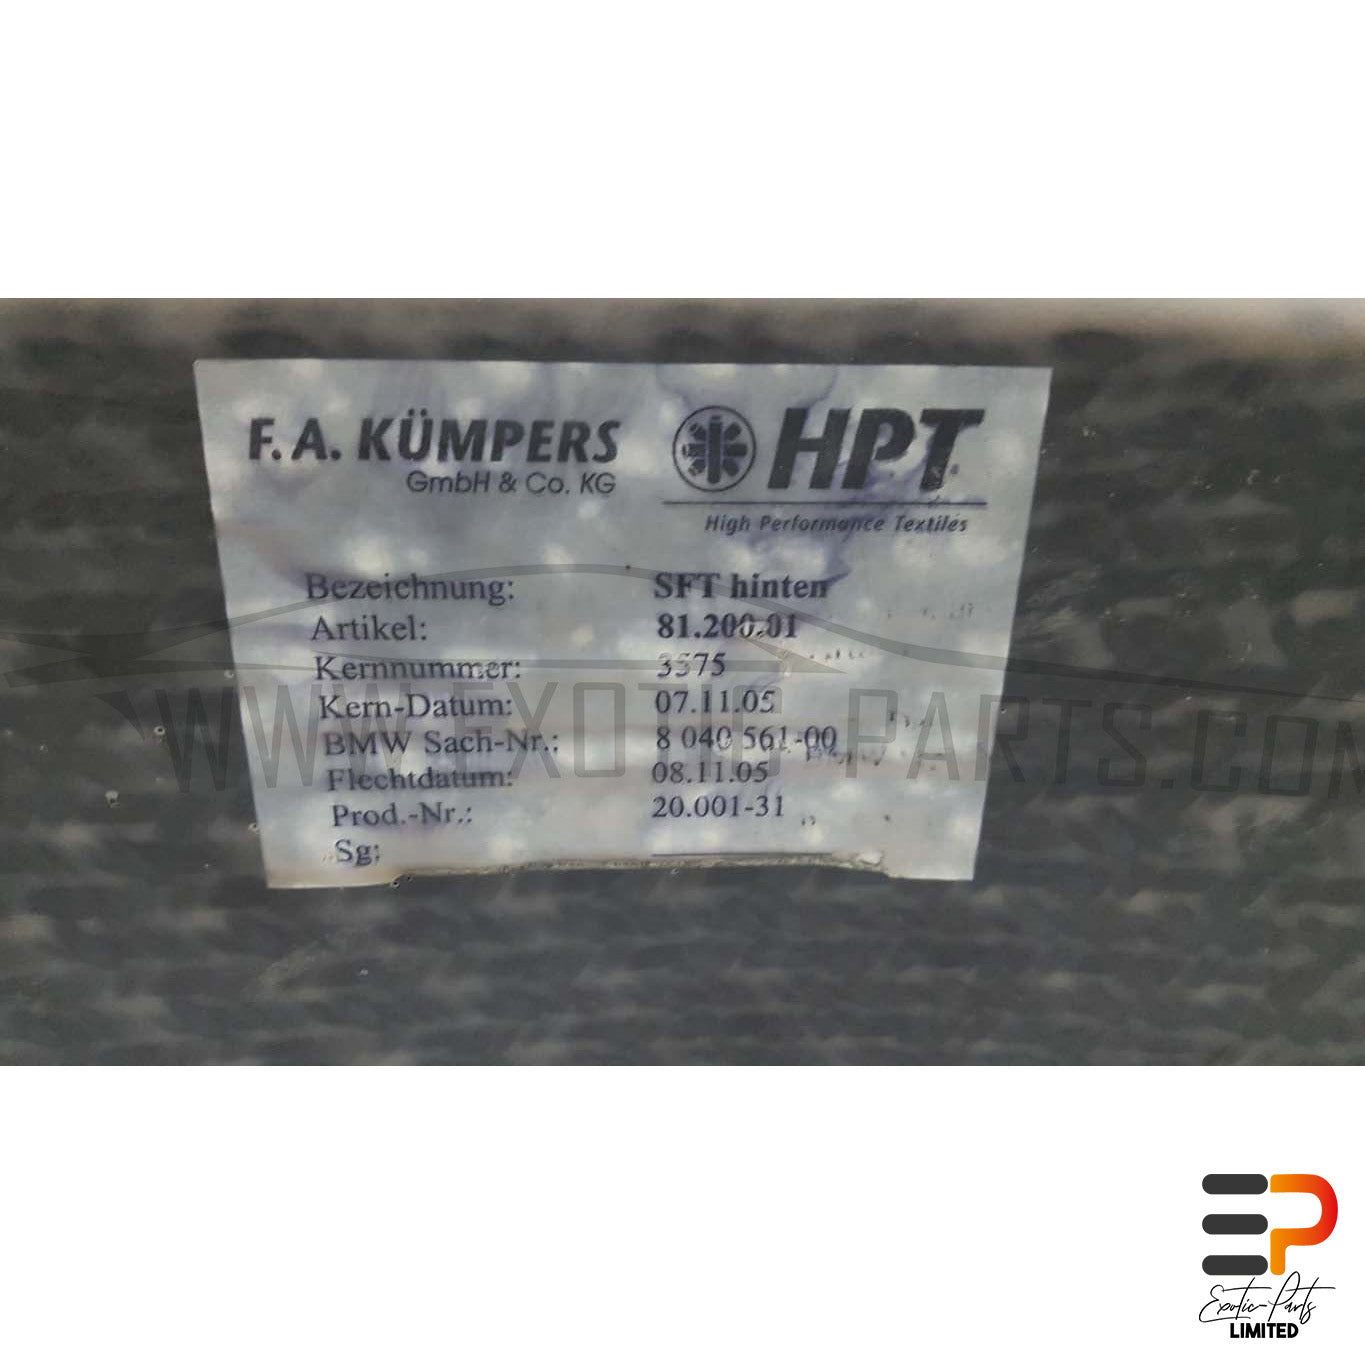 F. A. KÜMPERS
GmbH & Co. KG
HPT
High Performance Textiles
Bezeichnung: SFT hinten
Artikel: 81.200.01
Kernnummer: 3575
Kern-Datum: 07.11.05
BMW Sach-Nr.: 8 040 561-00
Flechtdatum: 08.11.05
Prod.-Nr.: 20.001-31
Sg:
WWW.EXOTIC-PARTS.COM
EP
Exotic-Parts
LIMITED